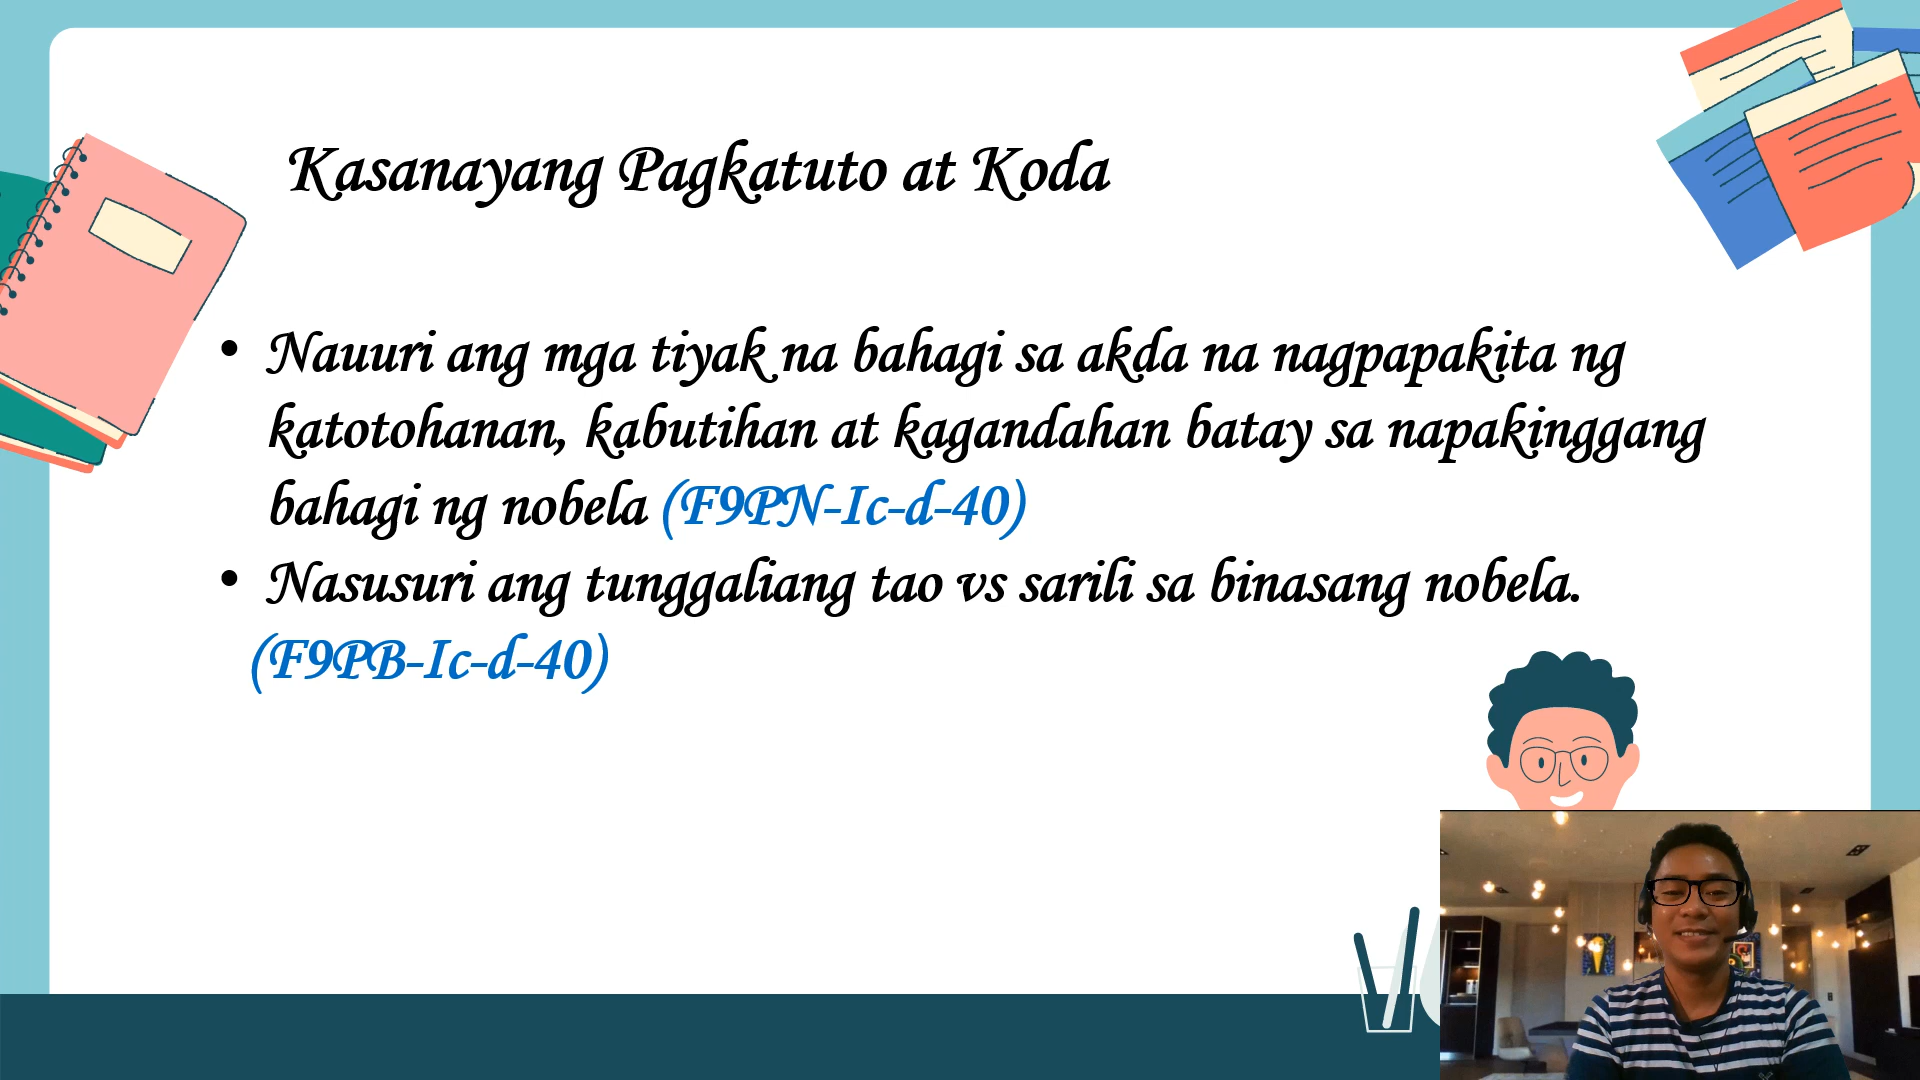 Kasanayang Pagkatuto at Koda
• Nauuri ang mga tiyak na bahagi sa akda na nagpapakita ng
katotohanan, kabutihan at kagandahan batay sa napakinggang
bahagi ng nobela (F9PN-Ic-d-40)
• Nasusuri ang tunggaliang tao vs sarili sa binasang nobela.
(F9PB-Ic-d-40)